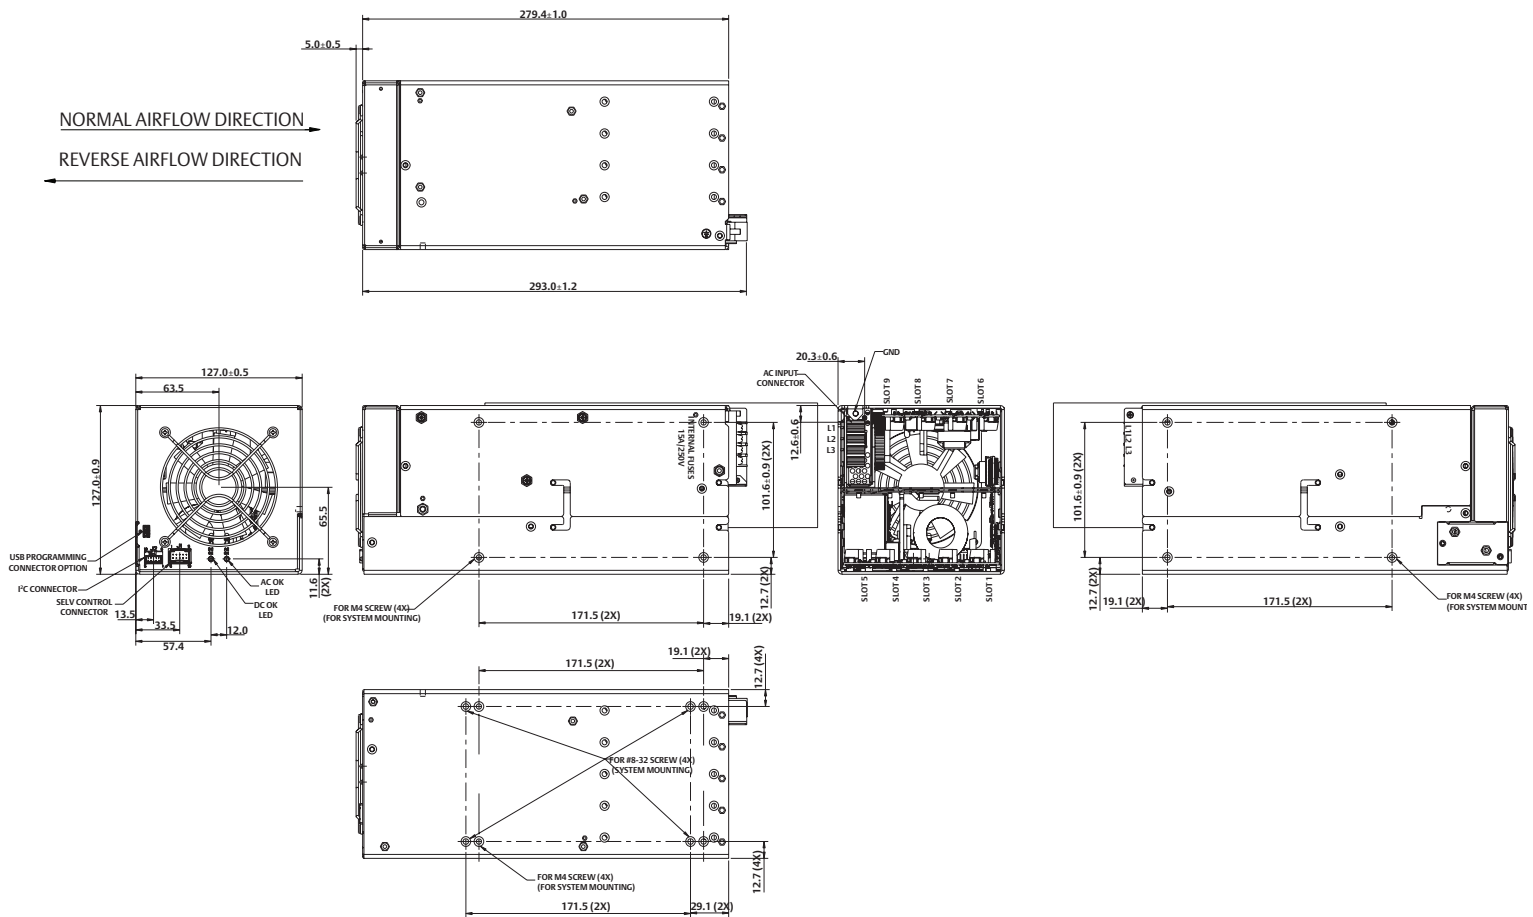 279.4±1.0
5.0±0.5
NORMAL AIRFLOW DIRECTION
REVERSE AIRFLOW DIRECTION
293.0±1.2
127.0±0.5
63.5
127.0±0.9
65.5
11.6
(2X)
USB PROGRAMMING
CONNECTOR OPTION
I²C CONNECTOR
SELV CONTROL
CONNECTOR
AC OK
LED
DC OK
LED
13.5
33.5
12.0
57.4
INTERNAL FUSES
15A/250V
101.6±0.9 (2X)
12.7 (2X)
FOR M4 SCREW (4X)
(FOR SYSTEM MOUNTING)
171.5 (2X)
19.1 (2X)
20.3±0.6
GND
AC INPUT
CONNECTOR
SLOT 9
SLOT 8
SLOT 7
SLOT 6
12.6±0.6
L1
L2
L3
SLOT 5
SLOT 4
SLOT 3
SLOT 2
SLOT 1
L1 L2 L3
101.6±0.9 (2X)
12.7 (2X)
19.1 (2X)
171.5 (2X)
FOR M4 SCREW (4X)
(FOR SYSTEM MOUNT
19.1 (2X)
171.5 (2X)
12.7 (4X)
FOR #8-32 SCREW (4X)
(SYSTEM MOUNTING)
12.7 (4X)
FOR M4 SCREW (4X)
(FOR SYSTEM MOUNTING)
171.5 (2X)
29.1 (2X)